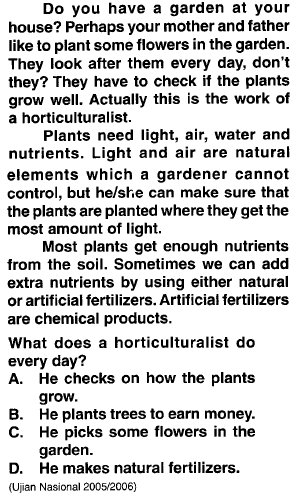 Do you have a garden at your
house? Perhaps your mother and father
like to plant some flowers in the garden.
They look after them every day, don't
they? They have to check if the plants
grow well. Actually this is the work of
a horticulturalist.
Plants need light, air, water and
nutrients. Light and air are natural
elements which a gardener cannot
control, but he/she can make sure that
the plants are planted where they get the
most amount of light.
Most plants get enough nutrients
from the soil. Sometimes we can add
extra nutrients by using either natural
or artificial fertilizers. Artificial fertilizers
are chemical products.
What does a horticulturalist do
every day?
A. He checks on how the plants
grow.
B. He plants trees to earn money.
C. He picks some flowers in the
garden.
D. He makes natural fertilizers.
(Ujian Nasional 2005/2006)